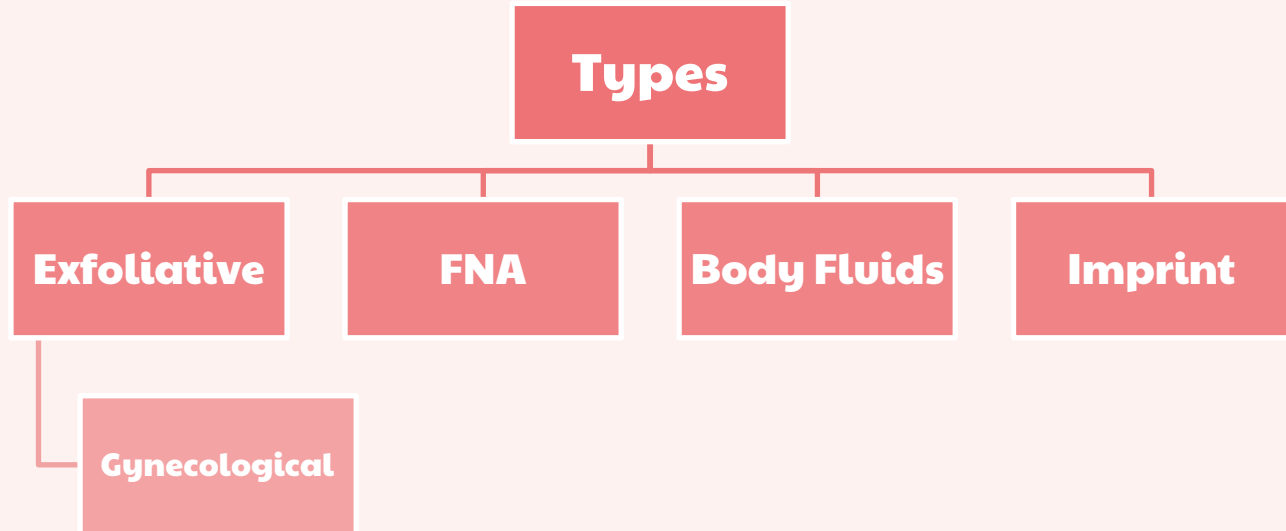 Types
Exfoliative
FNA
Body Fluids
Imprint
Gynecological